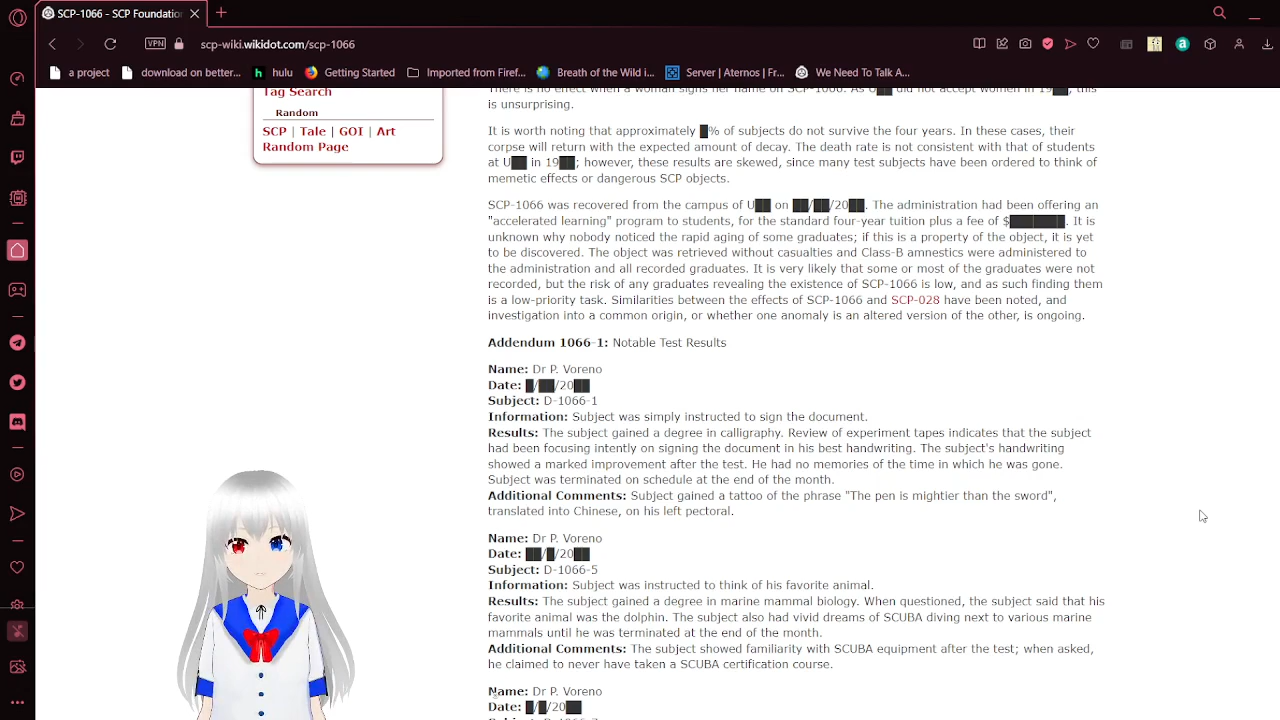 SCP-1066 - SCP Foundation
VPN
scp-wiki.wikidot.com/scp-1066
a project
download on better...
hulu
Getting Started
Imported from Firef...
Breath of the Wild i...
Server | Aternos | Fr...
We Need To Talk A...
Tag Search
Random
SCP | Tale | GOI | Art
Random Page
There is no effect when a woman signs her name on SCP-1066. As U██ did not accept women in 19██, this
is unsurprising.
It is worth noting that approximately █% of subjects do not survive the four years. In these cases, their
corpse will return with the expected amount of decay. The death rate is not consistent with that of students
at U██ in 19██; however, these results are skewed, since many test subjects have been ordered to think of
memetic effects or dangerous SCP objects.
SCP-1066 was recovered from the campus of U██ on ██/██/20██. The administration had been offering an
"accelerated learning" program to students, for the standard four-year tuition plus a fee of $███████. It is
unknown why nobody noticed the rapid aging of some graduates; if this is a property of the object, it is yet
to be discovered. The object was retrieved without casualties and Class-B amnestics were administered to
the administration and all recorded graduates. It is very likely that some or most of the graduates were not
recorded, but the risk of any graduates revealing the existence of SCP-1066 is low, and as such finding them
is a low-priority task. Similarities between the effects of SCP-1066 and SCP-028 have been noted, and
investigation into a common origin, or whether one anomaly is an altered version of the other, is ongoing.
Addendum 1066-1: Notable Test Results
Name: Dr P. Voreno
Date: █/██/20██
Subject: D-1066-1
Information: Subject was simply instructed to sign the document.
Results: The subject gained a degree in calligraphy. Review of experiment tapes indicates that the subject
had been focusing intently on signing the document in his best handwriting. The subject's handwriting
showed a marked improvement after the test. He had no memories of the time in which he was gone.
Subject was terminated on schedule at the end of the month.
Additional Comments: Subject gained a tattoo of the phrase "The pen is mightier than the sword",
translated into Chinese, on his left pectoral.
Name: Dr P. Voreno
Date: ██/█/20██
Subject: D-1066-5
Information: Subject was instructed to think of his favorite animal.
Results: The subject gained a degree in marine mammal biology. When questioned, the subject said that his
favorite animal was the dolphin. The subject also had vivid dreams of SCUBA diving next to various marine
mammals until he was terminated at the end of the month.
Additional Comments: The subject showed familiarity with SCUBA equipment after the test; when asked,
he claimed to never have taken a SCUBA certification course.
Name: Dr P. Voreno
Date: █/█/20██